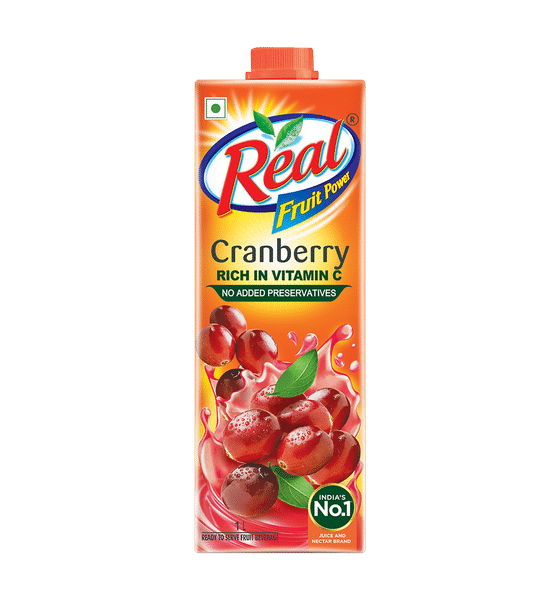 Real®
Fruit Power
Cranberry
RICH IN VITAMIN C
NO ADDED PRESERVATIVES
INDIA'S
No.1
JUICE AND
NECTAR BRAND
1 L
READY TO SERVE FRUIT BEVERAGE